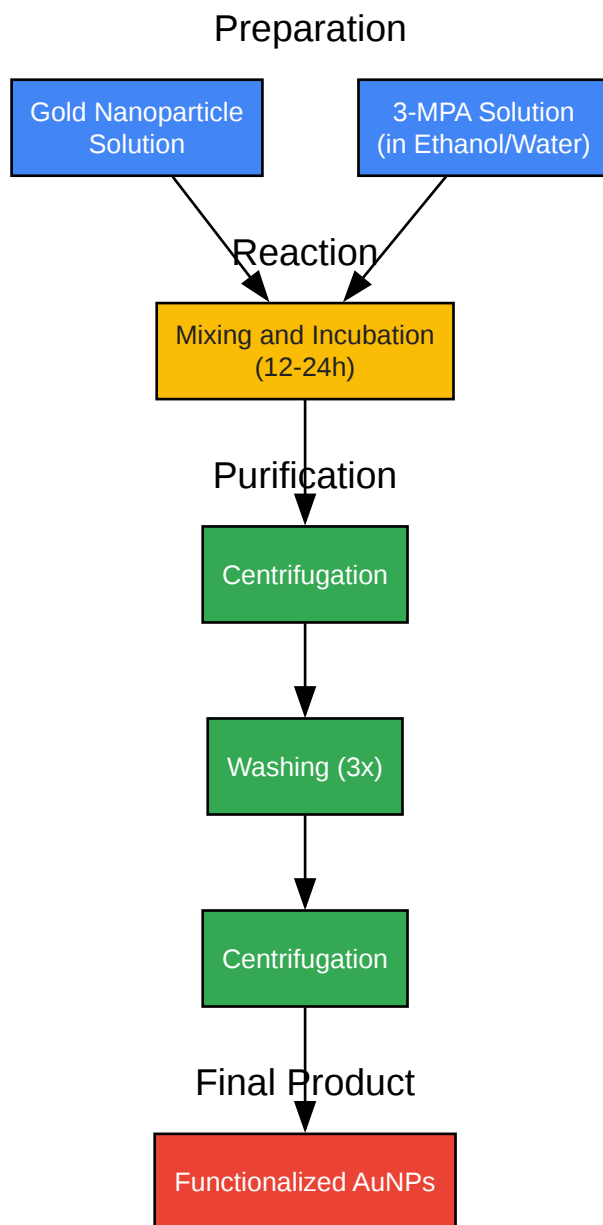 Preparation
Gold Nanoparticle
Solution
3-MPA Solution
(in Ethanol/Water)
Reaction
Mixing and Incubation
(12-24h)
Purification
Centrifugation
Washing (3x)
Centrifugation
Final Product
Functionalized AuNPs